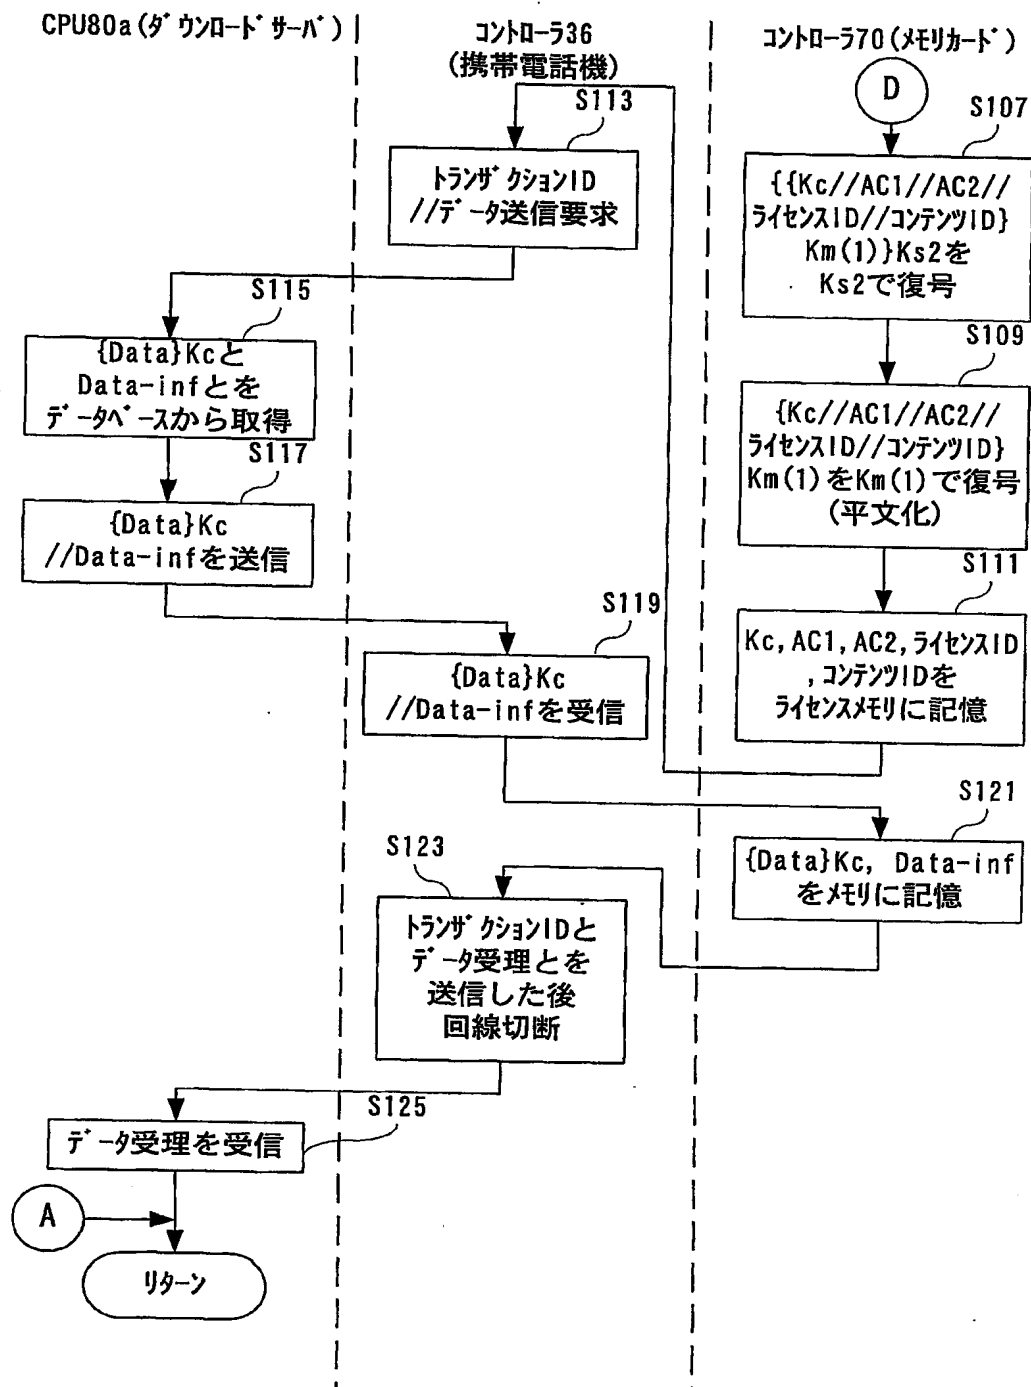 CPU80a(ダウンロードサーバ)
コントローラ36
(携帯電話機)
コントローラ70(メモリカード)
D
S107
{{Kc//AC1//AC2//
ライセンスID//コンテンツID}
Km(1)}Ks2を
Ks2で復号
S109
{Kc//AC1//AC2//
ライセンスID//コンテンツID}
Km(1)をKm(1)で復号
(平文化)
S111
Kc,AC1,AC2,ライセンスID
,コンテンツIDを
ライセンスメモリに記憶
S113
トランザクションID
//データ送信要求
S115
{Data}Kcと
Data-infとを
データベースから取得
S117
{Data}Kc
//Data-infを送信
S119
{Data}Kc
//Data-infを受信
S121
{Data}Kc, Data-inf
をメモリに記憶
S123
トランザクションIDと
データ受理とを
送信した後
回線切断
S125
データ受理を受信
A
リターン